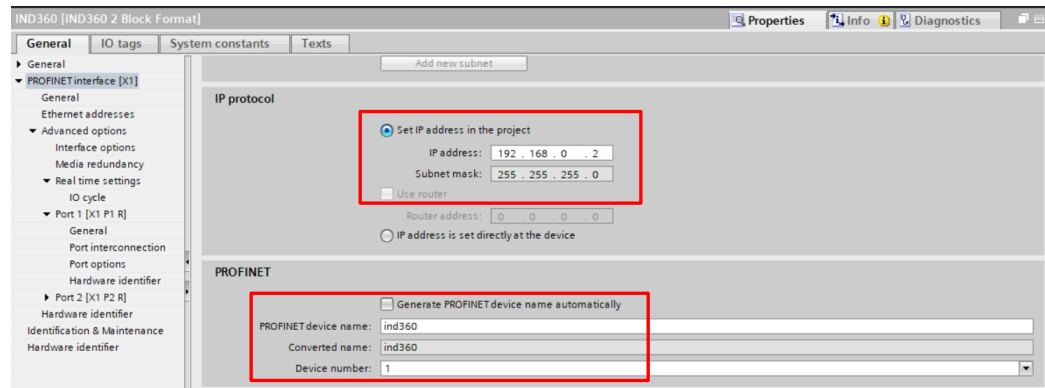 IND360 [IND360 2 Block Format]
Properties
Info
Diagnostics
General
IO tags
System constants
Texts
General
PROFINET interface [X1]
General
Ethernet addresses
Advanced options
Interface options
Media redundancy
Real time settings
IO cycle
Port 1 [X1 P1 R]
General
Port interconnection
Port options
Hardware identifier
Port 2 [X1 P2 R]
Hardware identifier
Identification & Maintenance
Hardware identifier
Add new subnet
IP protocol
Set IP address in the project
IP address: 192 . 168 . 0 . 2
Subnet mask: 255 . 255 . 255 . 0
Use router
Router address: 0 . 0 . 0 . 0
IP address is set directly at the device
PROFINET
Generate PROFINET device name automatically
PROFINET device name: ind360
Converted name: ind360
Device number: 1